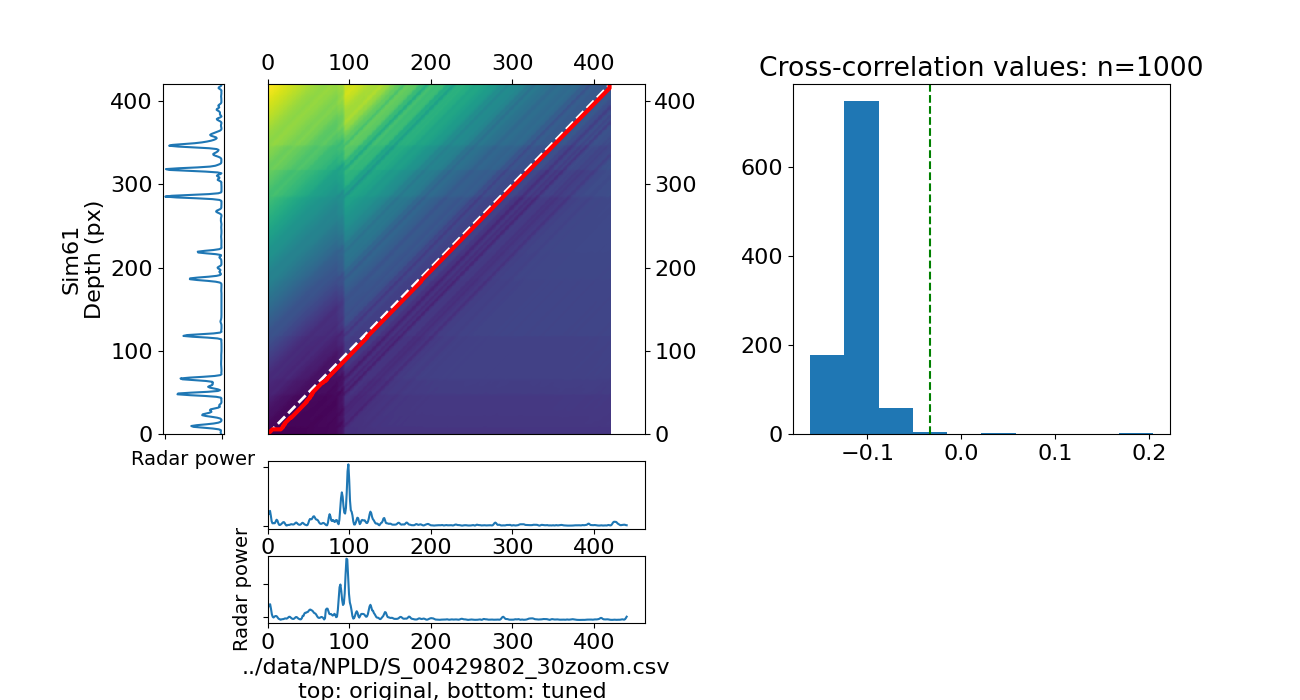 0 100 200 300 400
Cross-correlation values: n=1000
400
300
200
100
0
Sim61
Depth (px)
Radar power
400
300
200
100
0
600
400
200
0
−0.1 0.0 0.1 0.2
0 100 200 300 400
Radar power
0 100 200 300 400
../data/NPLD/S_00429802_30zoom.csv
top: original, bottom: tuned